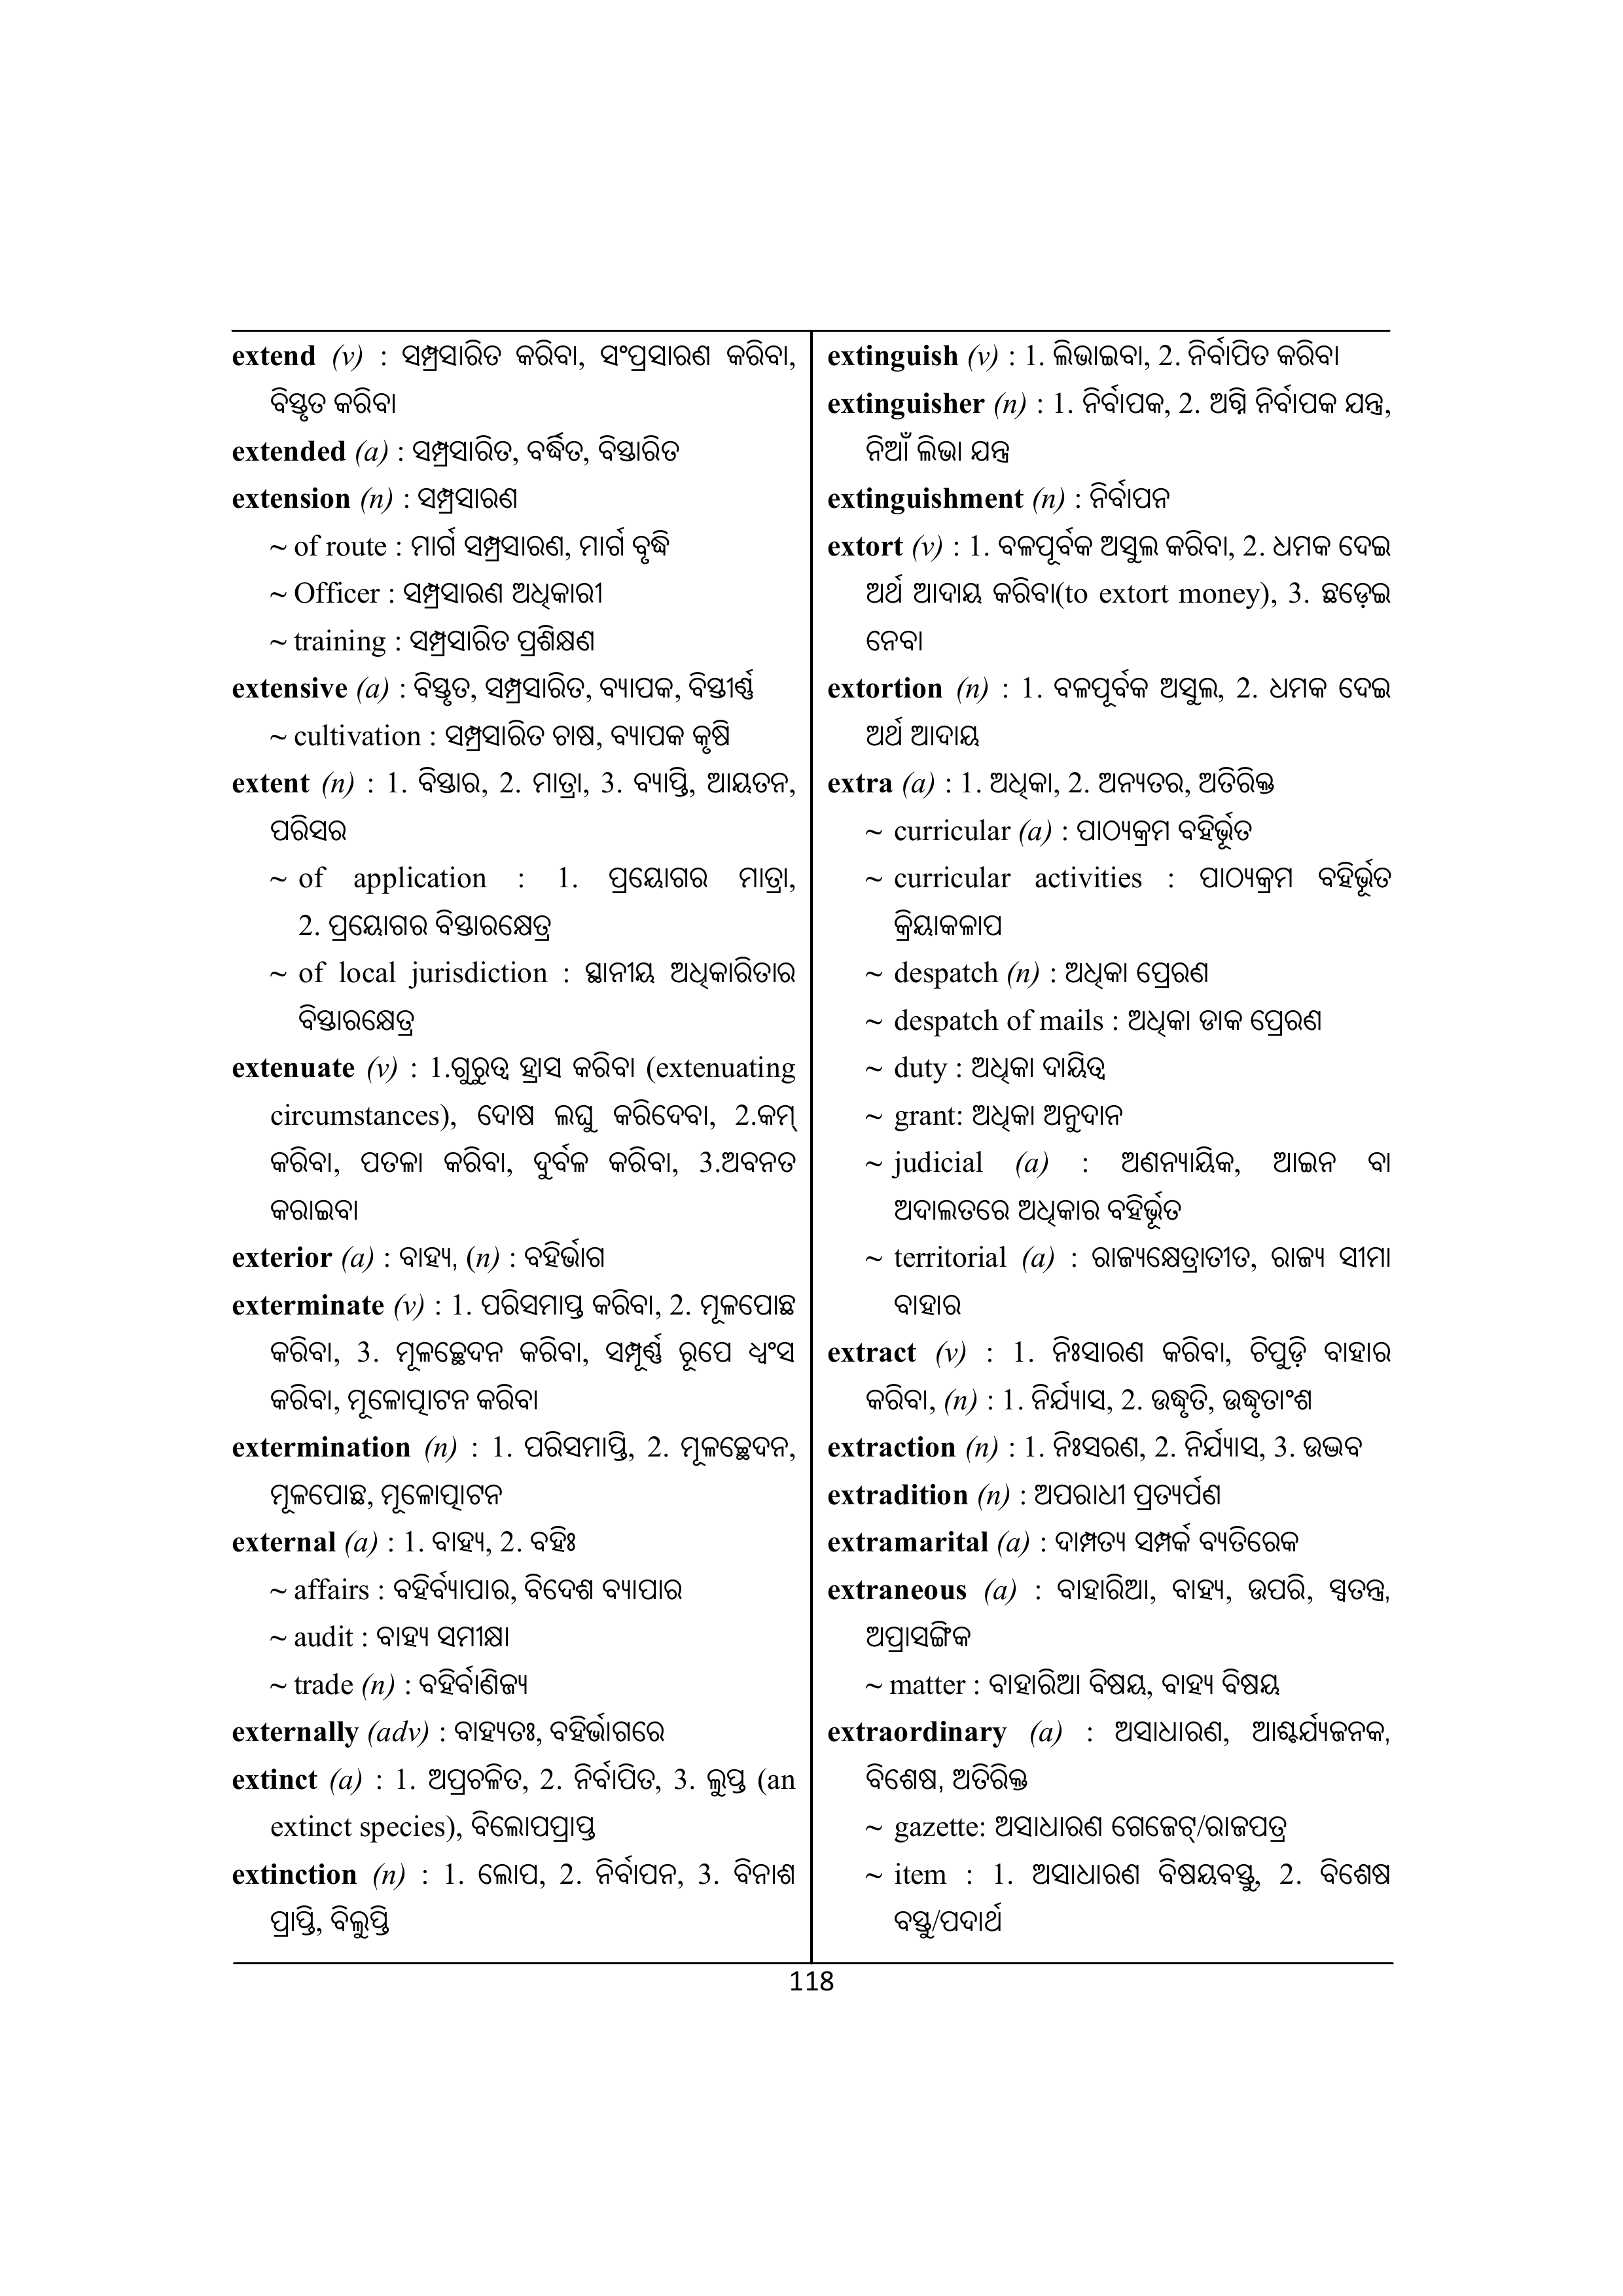 extend (v) : ସମ୍ପ୍ରସାରିତ କରିବା, ସଂପ୍ରସାରଣ କରିବା,
ବିସ୍ତୃତ କରିବା
extended (a) : ସମ୍ପ୍ରସାରିତ, ବର୍ଦ୍ଧିତ, ବିସ୍ତାରିତ
extension (n) : ସମ୍ପ୍ରସାରଣ
~ of route : ମାର୍ଗ ସମ୍ପ୍ରସାରଣ, ମାର୍ଗ ବୃଦ୍ଧି
~ Officer : ସମ୍ପ୍ରସାରଣ ଅଧିକାରୀ
~ training : ସମ୍ପ୍ରସାରିତ ପ୍ରଶିକ୍ଷଣ
extensive (a) : ବିସ୍ତୃତ, ସମ୍ପ୍ରସାରିତ, ବ୍ୟାପକ, ବିସ୍ତୀର୍ଣ୍ଣ
~ cultivation : ସମ୍ପ୍ରସାରିତ ଚାଷ, ବ୍ୟାପକ କୃଷି
extent (n) : 1. ବିସ୍ତାର, 2. ମାତ୍ରା, 3. ବ୍ୟାପ୍ତି, ଆୟତନ,
ପରିସର
~ of application : 1. ପ୍ରୟୋଗର ମାତ୍ରା,
2. ପ୍ରୟୋଗର ବିସ୍ତାରକ୍ଷେତ୍ର
~ of local jurisdiction : ସ୍ଥାନୀୟ ଅଧିକାରିତାର
ବିସ୍ତାରକ୍ଷେତ୍ର
extenuate (v) : 1.ଗୁରୁତ୍ୱ ହ୍ରାସ କରିବା (extenuating
circumstances), ଦୋଷ ଲଘୁ କରିଦେବା, 2.କମ୍
କରିବା, ପତଳା କରିବା, ଦୁର୍ବଳ କରିବା, 3.ଅବନତ
କରାଇବା
exterior (a) : ବାହ୍ୟ, (n) : ବହିର୍ଭାଗ
exterminate (v) : 1. ପରିସମାପ୍ତ କରିବା, 2. ମୂଳପୋଛ
କରିବା, 3. ମୂଳଚ୍ଛେଦନ କରିବା, ସମ୍ପୂର୍ଣ୍ଣ ରୂପେ ଧ୍ୱଂସ
କରିବା, ମୂଳୋତ୍ପାଟନ କରିବା
extermination (n) : 1. ପରିସମାପ୍ତି, 2. ମୂଳଚ୍ଛେଦନ,
ମୂଳପୋଛ, ମୂଳୋତ୍ପାଟନ
external (a) : 1. ବାହ୍ୟ, 2. ବହିଃ
~ affairs : ବହିର୍ବ୍ୟାପାର, ବିଦେଶ ବ୍ୟାପାର
~ audit : ବାହ୍ୟ ସମୀକ୍ଷା
~ trade (n) : ବହିର୍ବାଣିଜ୍ୟ
externally (adv) : ବାହ୍ୟତଃ, ବହିର୍ଭାଗରେ
extinct (a) : 1. ଅପ୍ରଚଳିତ, 2. ନିର୍ବାପିତ, 3. ଲୁପ୍ତ (an
extinct species), ବିଲୋପପ୍ରାପ୍ତ
extinction (n) : 1. ଲୋପ, 2. ନିର୍ବାପନ, 3. ବିନାଶ
ପ୍ରାପ୍ତି, ବିଲୁପ୍ତି
extinguish (v) : 1. ଲିଭାଇବା, 2. ନିର୍ବାପିତ କରିବା
extinguisher (n) : 1. ନିର୍ବାପକ, 2. ଅଗ୍ନି ନିର୍ବାପକ ଯନ୍ତ୍ର,
ନିଆଁ ଲିଭା ଯନ୍ତ୍ର
extinguishment (n) : ନିର୍ବାପନ
extort (v) : 1. ବଳପୂର୍ବକ ଅସୁଲ କରିବା, 2. ଧମକ ଦେଇ
ଅର୍ଥ ଆଦାୟ କରିବା(to extort money), 3. ଛଡ଼େଇ
ନେବା
extortion (n) : 1. ବଳପୂର୍ବକ ଅସୁଲ, 2. ଧମକ ଦେଇ
ଅର୍ଥ ଆଦାୟ
extra (a) : 1. ଅଧିକା, 2. ଅନ୍ୟତର, ଅତିରିକ୍ତ
~ curricular (a) : ପାଠ୍ୟକ୍ରମ ବହିର୍ଭୂତ
~ curricular activities : ପାଠ୍ୟକ୍ରମ ବହିର୍ଭୂତ
କ୍ରିୟାକଳାପ
~ despatch (n) : ଅଧିକା ପ୍ରେରଣ
~ despatch of mails : ଅଧିକା ଡାକ ପ୍ରେରଣ
~ duty : ଅଧିକା ଦାୟିତ୍ୱ
~ grant: ଅଧିକା ଅନୁଦାନ
~ judicial (a) : ଅଣନ୍ୟାୟିକ, ଆଇନ ବା
ଅଦାଲତରେ ଅଧିକାର ବହିର୍ଭୂତ
~ territorial (a) : ରାଜ୍ୟକ୍ଷେତ୍ରାତୀତ, ରାଜ୍ୟ ସୀମା
ବାହାର
extract (v) : 1. ନିଃସାରଣ କରିବା, ଚିପୁଡ଼ି ବାହାର
କରିବା, (n) : 1. ନିର୍ଯ୍ୟାସ, 2. ଉଦ୍ଧୃତି, ଉଦ୍ଧୃତାଂଶ
extraction (n) : 1. ନିଃସରଣ, 2. ନିର୍ଯ୍ୟାସ, 3. ଉଦ୍ଭବ
extradition (n) : ଅପରାଧୀ ପ୍ରତ୍ୟର୍ପଣ
extramarital (a) : ଦାମ୍ପତ୍ୟ ସମ୍ପର୍କ ବ୍ୟତିରେକ
extraneous (a) : ବାହାରିଆ, ବାହ୍ୟ, ଉପରି, ସ୍ୱତନ୍ତ୍ର,
ଅପ୍ରାସଙ୍ଗିକ
~ matter : ବାହାରିଆ ବିଷୟ, ବାହ୍ୟ ବିଷୟ
extraordinary (a) : ଅସାଧାରଣ, ଆଶ୍ଚର୍ଯ୍ୟଜନକ,
ବିଶେଷ, ଅତିରିକ୍ତ
~ gazette: ଅସାଧାରଣ ଗେଜେଟ୍/ରାଜପତ୍ର
~ item : 1. ଅସାଧାରଣ ବିଷୟବସ୍ତୁ, 2. ବିଶେଷ
ବସ୍ତୁ/ପଦାର୍ଥ
118